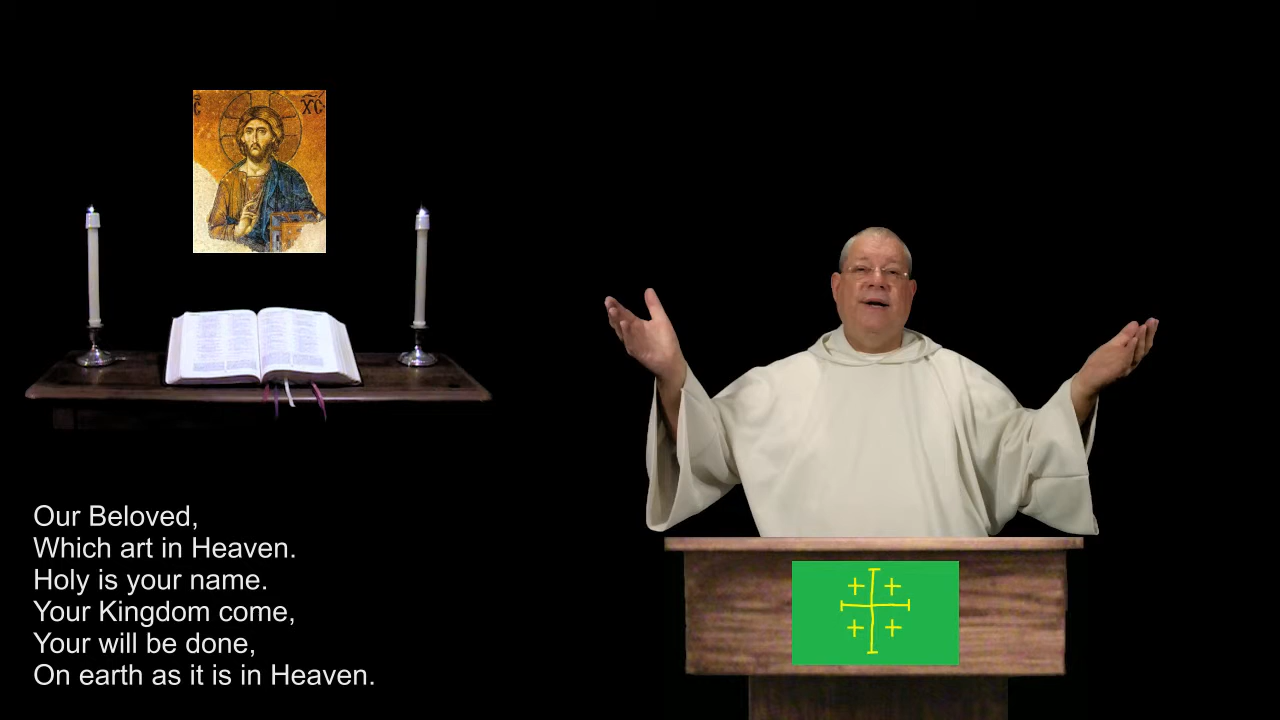 XC
Our Beloved,
Which art in Heaven.
Holy is your name.
Your Kingdom come,
Your will be done,
On earth as it is in Heaven.